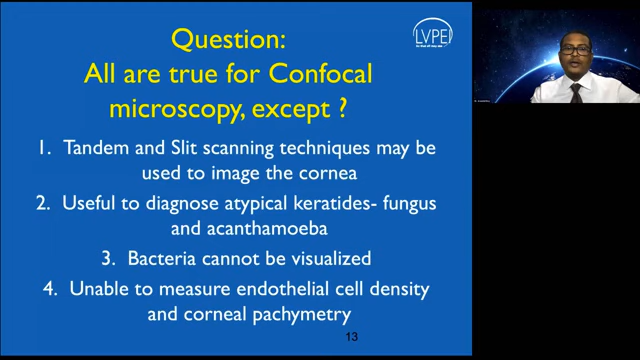 Question:
LVPEI
All are true for Confocal
microscopy, except ?
1. Tandem and Slit scanning techniques may be
used to image the cornea
2. Useful to diagnose atypical keratides- fungus
and acanthamoeba
3. Bacteria cannot be visualized
4. Unable to measure endothelial cell density
and corneal pachymetry
13